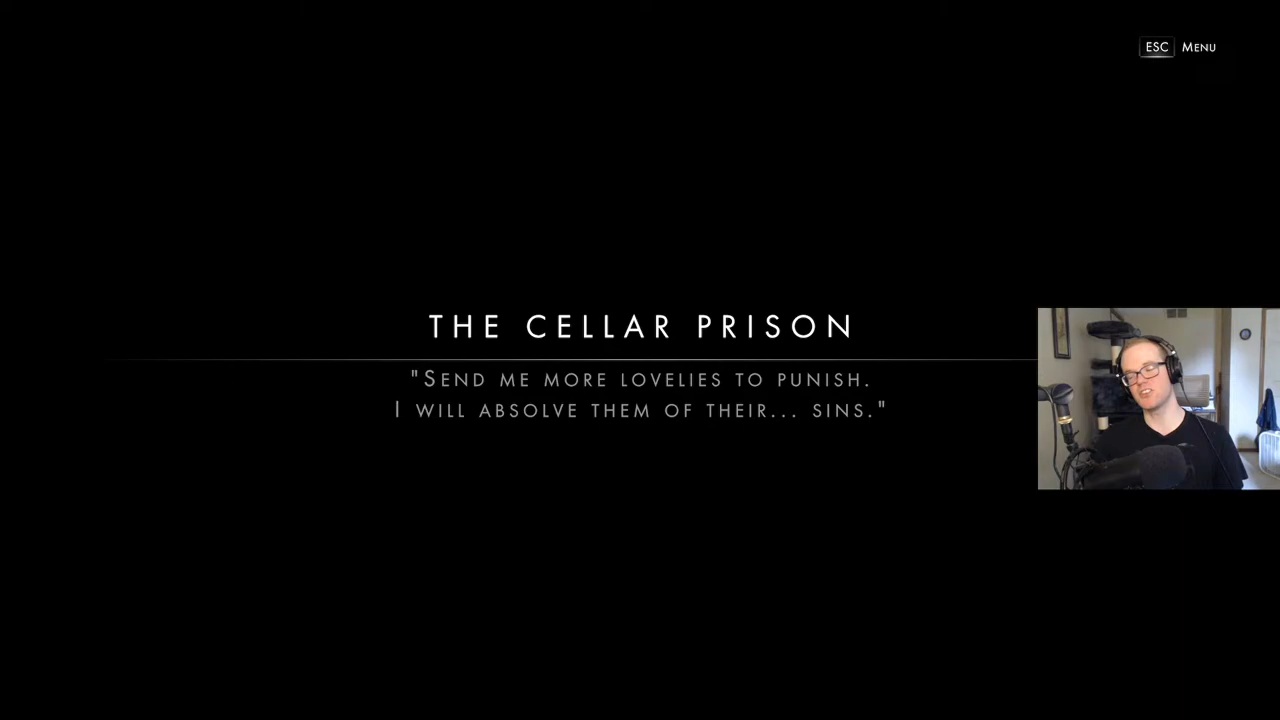 ESC Menu
THE CELLAR PRISON
"Send me more lovelies to punish.
I will absolve them of their... sins."